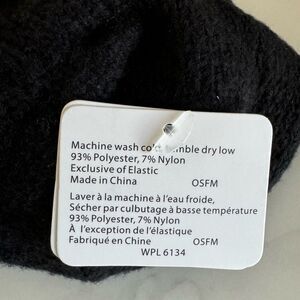 Machine wash cold, tumble dry low
93% Polyester, 7% Nylon
Exclusive of Elastic
Made in China OSFM
Laver à la machine à l'eau froide,
Sécher par culbutage à basse température
93% Polyester, 7% Nylon
À l'exception de l'élastique
Fabriqué en Chine OSFM
WPL 6134